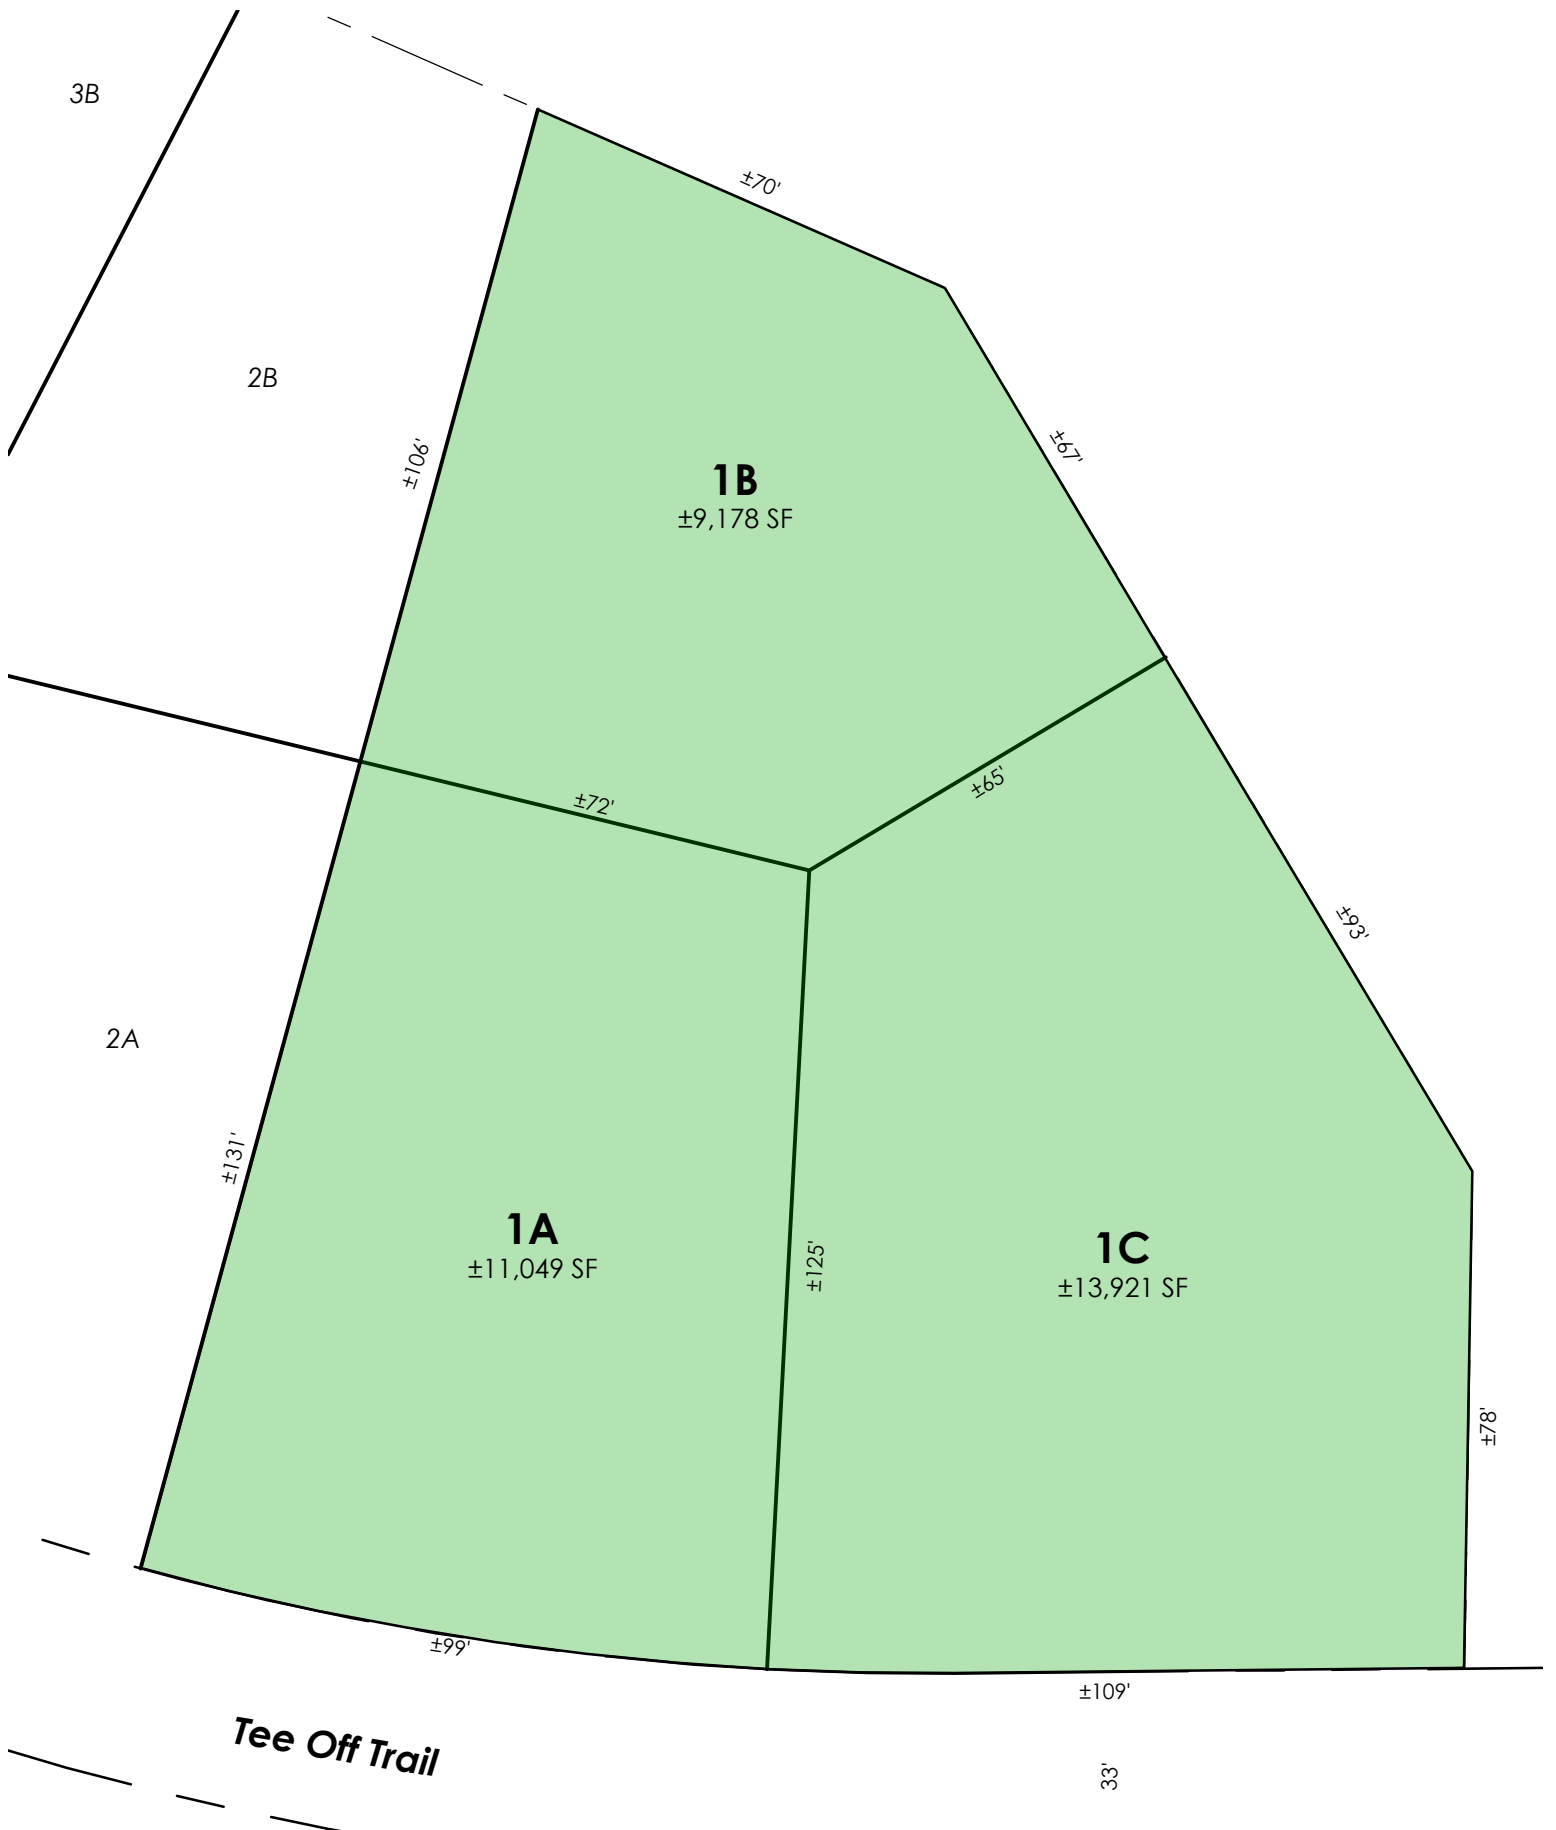 3B
±70'
2B
±106'
±67'
1B
±9,178 SF
±72'
±65'
±93'
2A
±131'
1A
±11,049 SF
±125'
1C
±13,921 SF
±78'
±99'
±109'
Tee Off Trail
33'